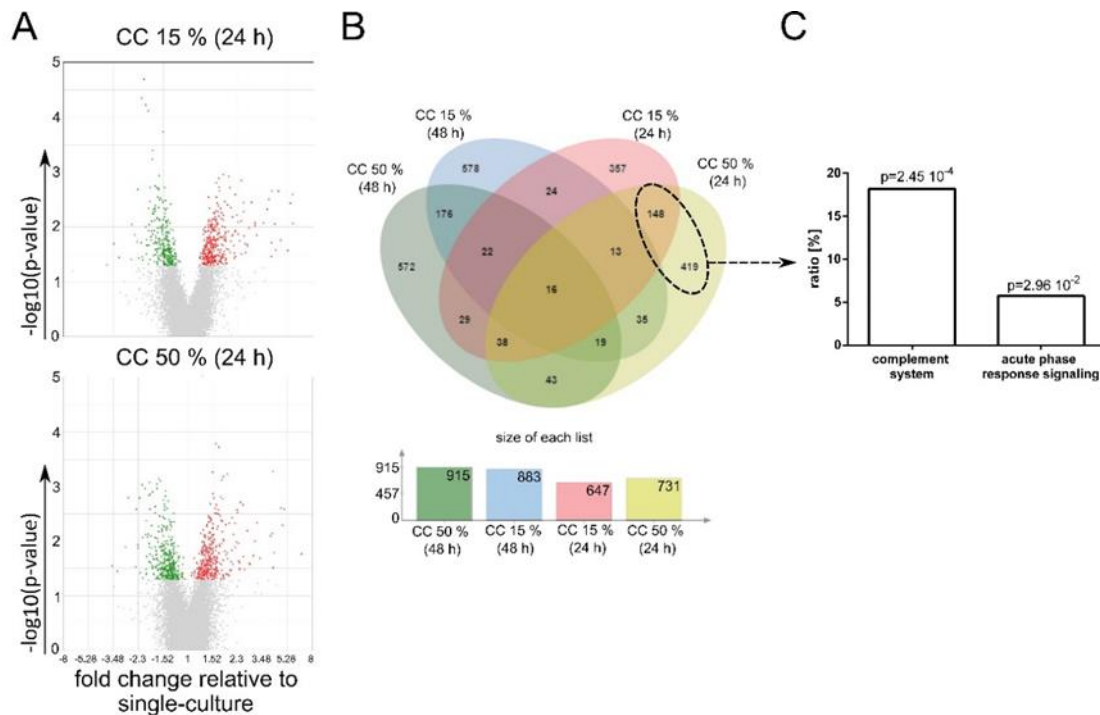 A
CC 15 % (24 h)
5
4
3
2
1
0
-log10(p-value)
CC 50 % (24 h)
5
4
3
2
1
0
-log10(p-value)
-6 -5.28 -3.48 -2.3 -1.52 1 1.52 2.3 3.48 5.28 8
fold change relative to
single-culture
B
CC 15 %
(48 h)
CC 15 %
(24 h)
CC 50 %
(48 h)
CC 50 %
(24 h)
578
357
24
176
148
22
13
572
419
16
29
35
38
19
43
size of each list
915
457
0
915
883
647
731
CC 50 %
(48 h)
CC 15 %
(48 h)
CC 15 %
(24 h)
CC 50 %
(24 h)
C
20
15
10
5
0
ratio [%]
p=2.45 10-4
p=2.96 10-2
complement
system
acute phase
response signaling